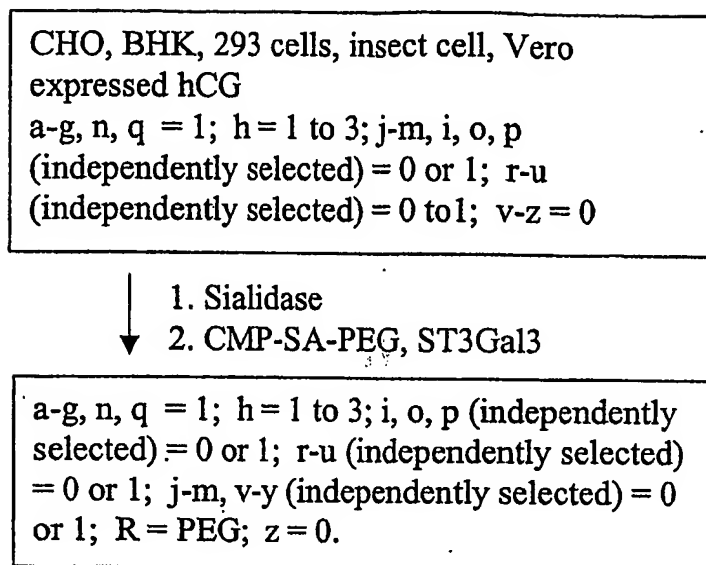 CHO, BHK, 293 cells, insect cell, Vero
expressed hCG
a-g, n, q = 1; h = 1 to 3; j-m, i, o, p
(independently selected) = 0 or 1; r-u
(independently selected) = 0 to1; v-z = 0
1. Sialidase
2. CMP-SA-PEG, ST3Gal3
a-g, n, q = 1; h = 1 to 3; i, o, p (independently
selected) = 0 or 1; r-u (independently selected)
= 0 or 1; j-m, v-y (independently selected) = 0
or 1; R = PEG; z = 0.